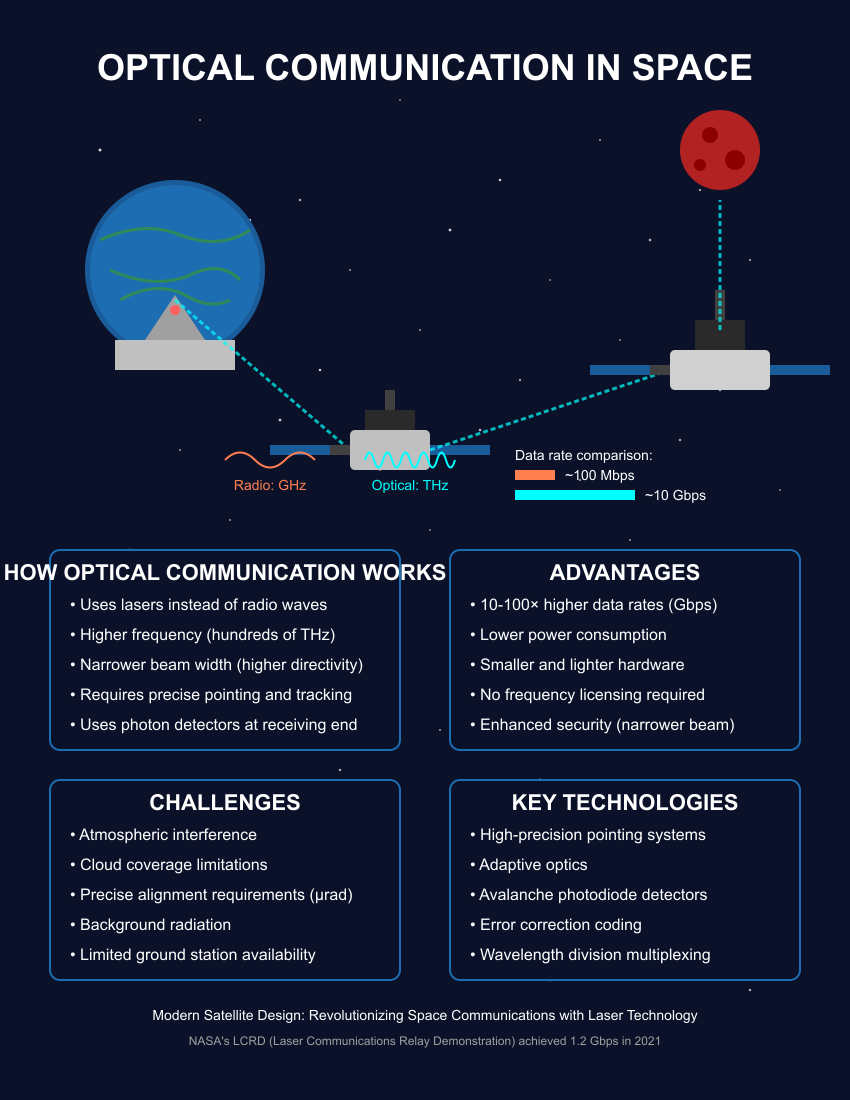 OPTICAL COMMUNICATION IN SPACE
Data rate comparison:
~100 Mbps
~10 Gbps
Radio: GHz
Optical: THz
HOW OPTICAL COMMUNICATION WORKS
• Uses lasers instead of radio waves
• Higher frequency (hundreds of THz)
• Narrower beam width (higher directivity)
• Requires precise pointing and tracking
• Uses photon detectors at receiving end
ADVANTAGES
• 10-100× higher data rates (Gbps)
• Lower power consumption
• Smaller and lighter hardware
• No frequency licensing required
• Enhanced security (narrower beam)
CHALLENGES
• Atmospheric interference
• Cloud coverage limitations
• Precise alignment requirements (μrad)
• Background radiation
• Limited ground station availability
KEY TECHNOLOGIES
• High-precision pointing systems
• Adaptive optics
• Avalanche photodiode detectors
• Error correction coding
• Wavelength division multiplexing
Modern Satellite Design: Revolutionizing Space Communications with Laser Technology
NASA's LCRD (Laser Communications Relay Demonstration) achieved 1.2 Gbps in 2021